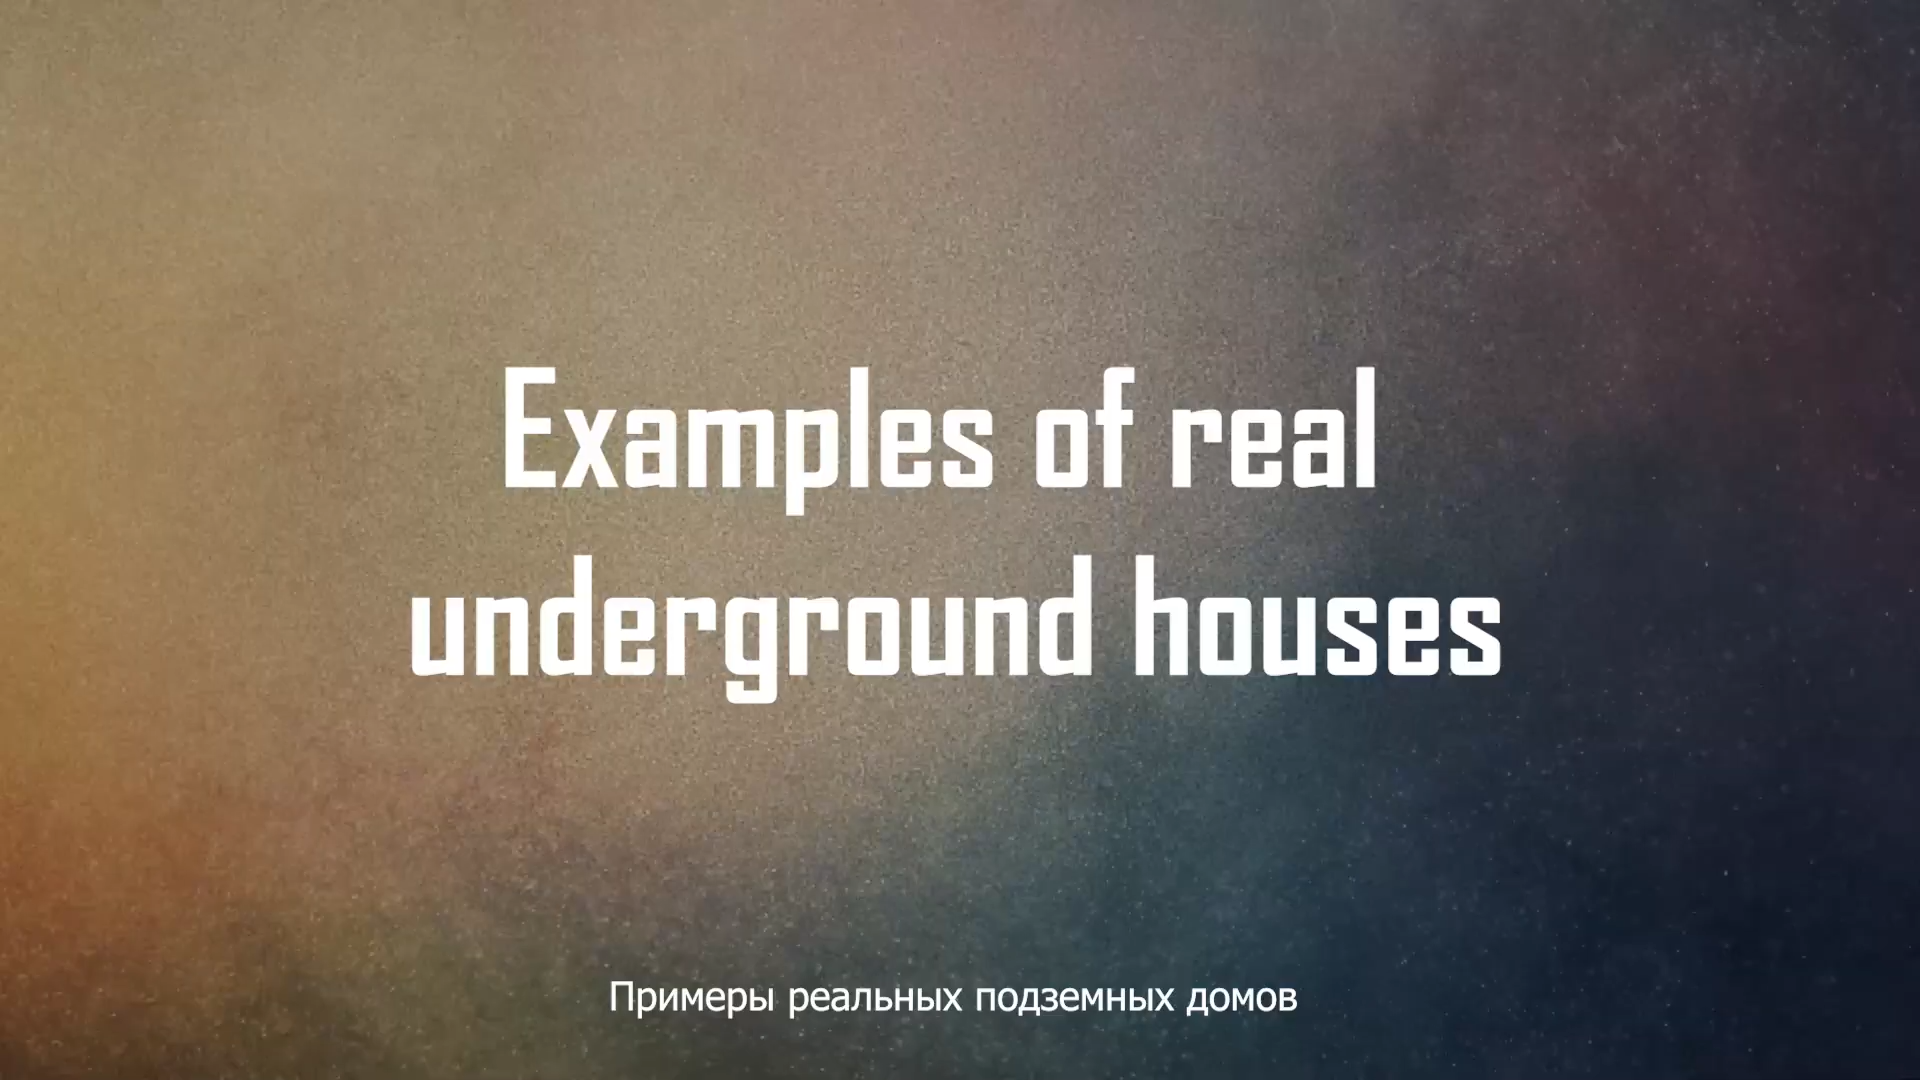 Examples of real
underground houses
Примеры реальных подземных домов